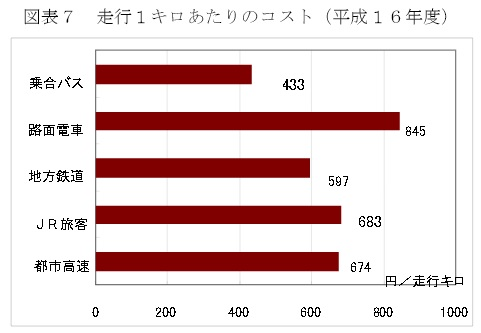 図表７　走行１キロあたりのコスト（平成１６年度）
乗合バス 433
路面電車 845
地方鉄道 597
ＪＲ旅客 683
都市高速 674
円／走行キロ
0 200 400 600 800 1000